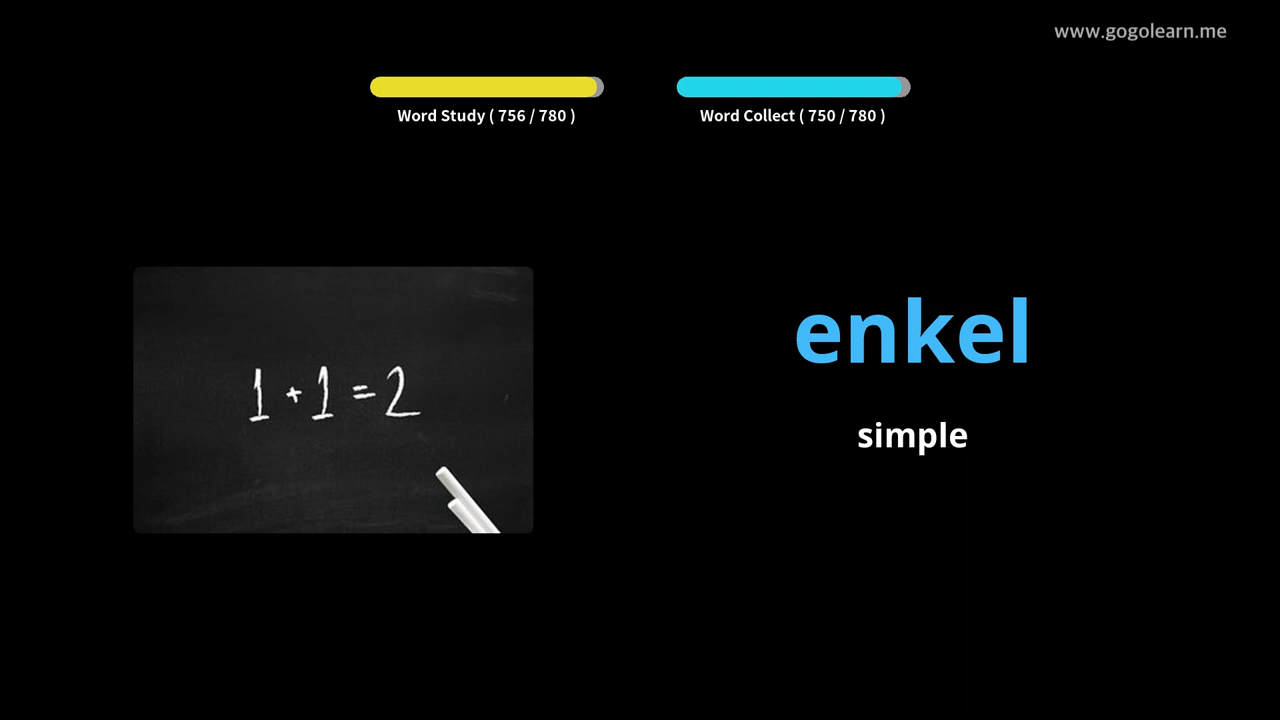 www.gogolearn.me
Word Study ( 756 / 780 )
Word Collect ( 750 / 780 )
1 + 1 = 2
enkel
simple